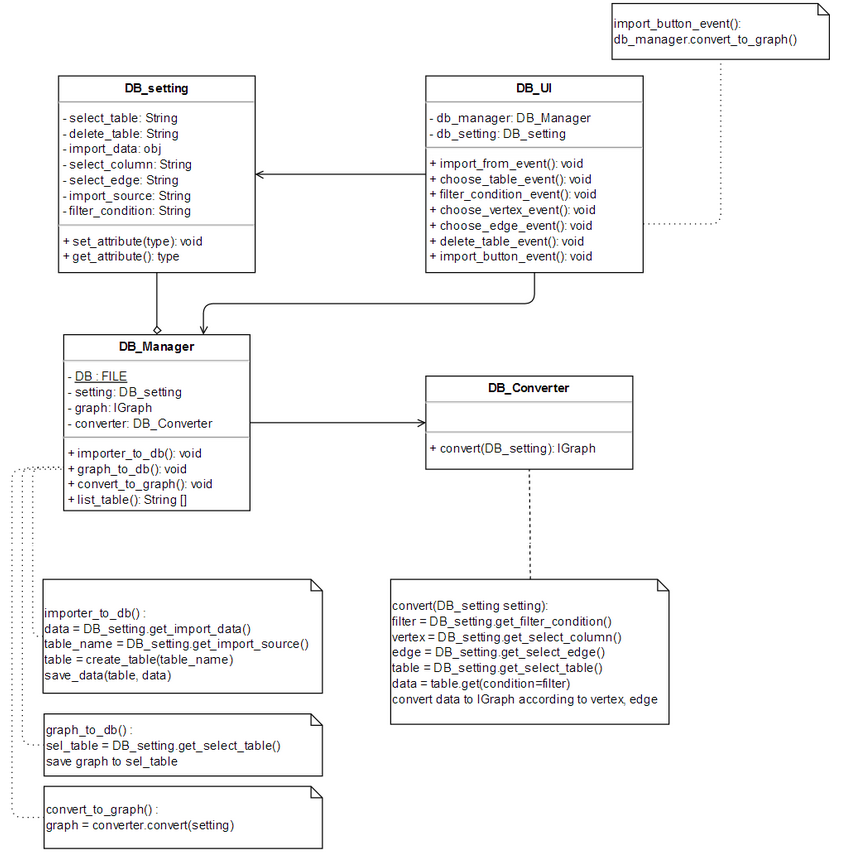 import_button_event():
db_manager.convert_to_graph()
DB_setting
- select_table: String
- delete_table: String
- import_data: obj
- select_column: String
- select_edge: String
- import_source: String
- filter_condition: String
+ set_attribute(type): void
+ get_attribute(): type
DB_UI
- db_manager: DB_Manager
- db_setting: DB_setting
+ import_from_event(): void
+ choose_table_event(): void
+ filter_condition_event(): void
+ choose_vertex_event(): void
+ choose_edge_event(): void
+ delete_table_event(): void
+ import_button_event(): void
DB_Manager
- DB : FILE
- setting: DB_setting
- graph: IGraph
- converter: DB_Converter
+ importer_to_db(): void
+ graph_to_db(): void
+ convert_to_graph(): void
+ list_table(): String []
DB_Converter
+ convert(DB_setting): IGraph
importer_to_db() :
data = DB_setting.get_import_data()
table_name = DB_setting.get_import_source()
table = create_table(table_name)
save_data(table, data)
convert(DB_setting setting):
filter = DB_setting.get_filter_condition()
vertex = DB_setting.get_select_column()
edge = DB_setting.get_select_edge()
table = DB_setting.get_select_table()
data = table.get(condition=filter)
convert data to IGraph according to vertex, edge
graph_to_db() :
sel_table = DB_setting.get_select_table()
save graph to sel_table
convert_to_graph() :
graph = converter.convert(setting)